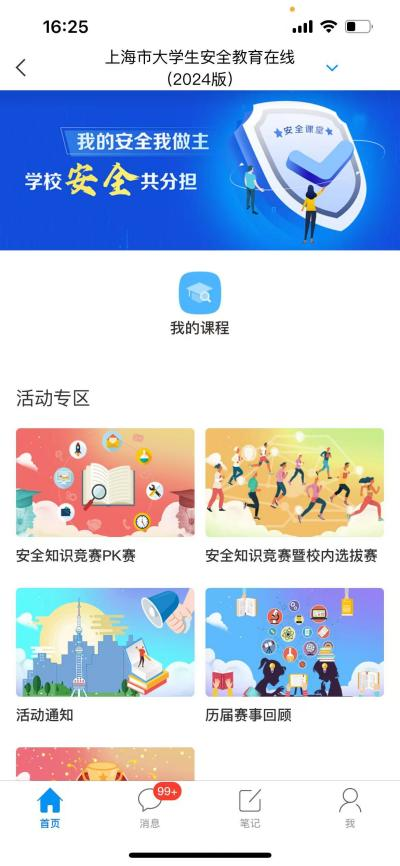 16:25
上海市大学生安全教育在线
（2024版）
我的安全我做主
学校安全共分担
安全课堂
我的课程
活动专区
安全知识竞赛PK赛
安全知识竞赛暨校内选拔赛
活动通知
历届赛事回顾
99+
首页
消息
笔记
我